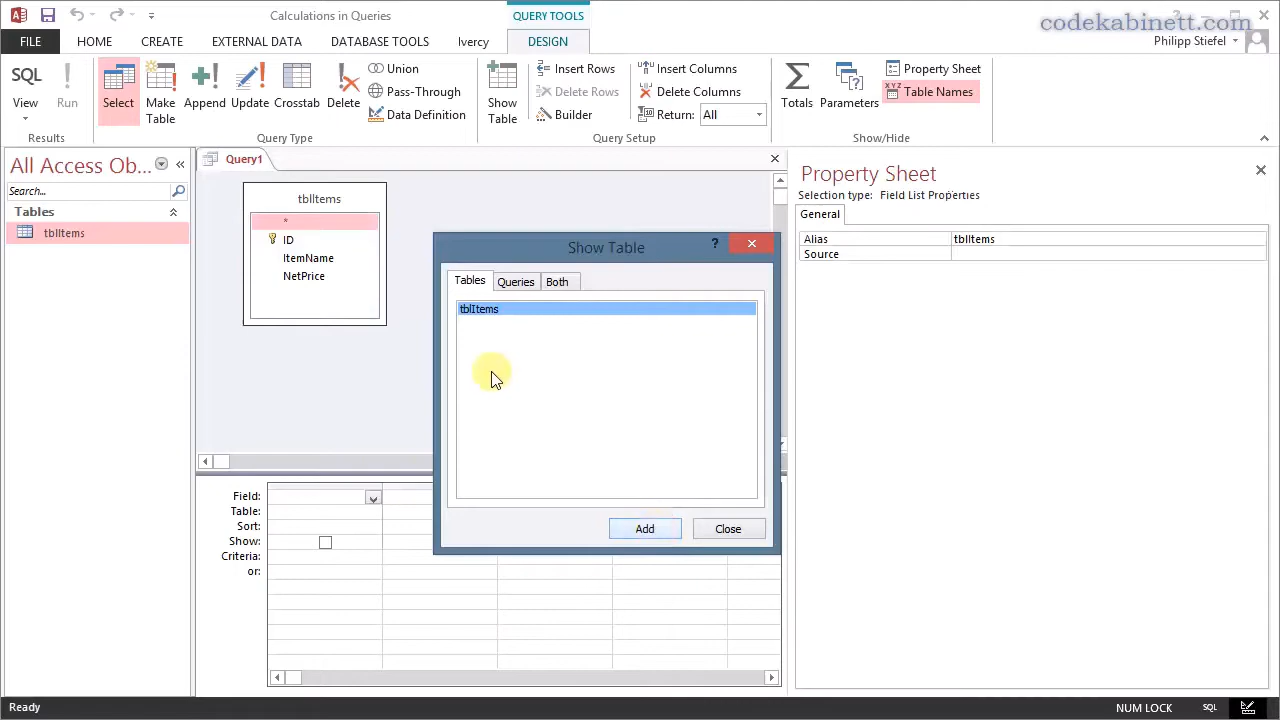 Calculations in Queries
QUERY TOOLS
codekabinett.com
FILE
HOME
CREATE
EXTERNAL DATA
DATABASE TOOLS
Ivercy
DESIGN
Philipp Stiefel
SQL
View
Run
Results
Select
Make
Table
Append
Update
Crosstab
Delete
Union
Pass-Through
Data Definition
Query Type
Show
Table
Insert Rows
Delete Rows
Builder
Insert Columns
Delete Columns
Return: All
Query Setup
Totals
Parameters
Property Sheet
XYZ
Table Names
Show/Hide
All Access Ob...
Search...
Tables
tblItems
Query1
tblItems
*
ID
ItemName
NetPrice
Show Table
?
Tables
Queries
Both
tblItems
Add
Close
Field:
Table:
Sort:
Show:
Criteria:
or:
Property Sheet
Selection type: Field List Properties
General
Alias tblItems
Source
Ready
NUM LOCK
SQL